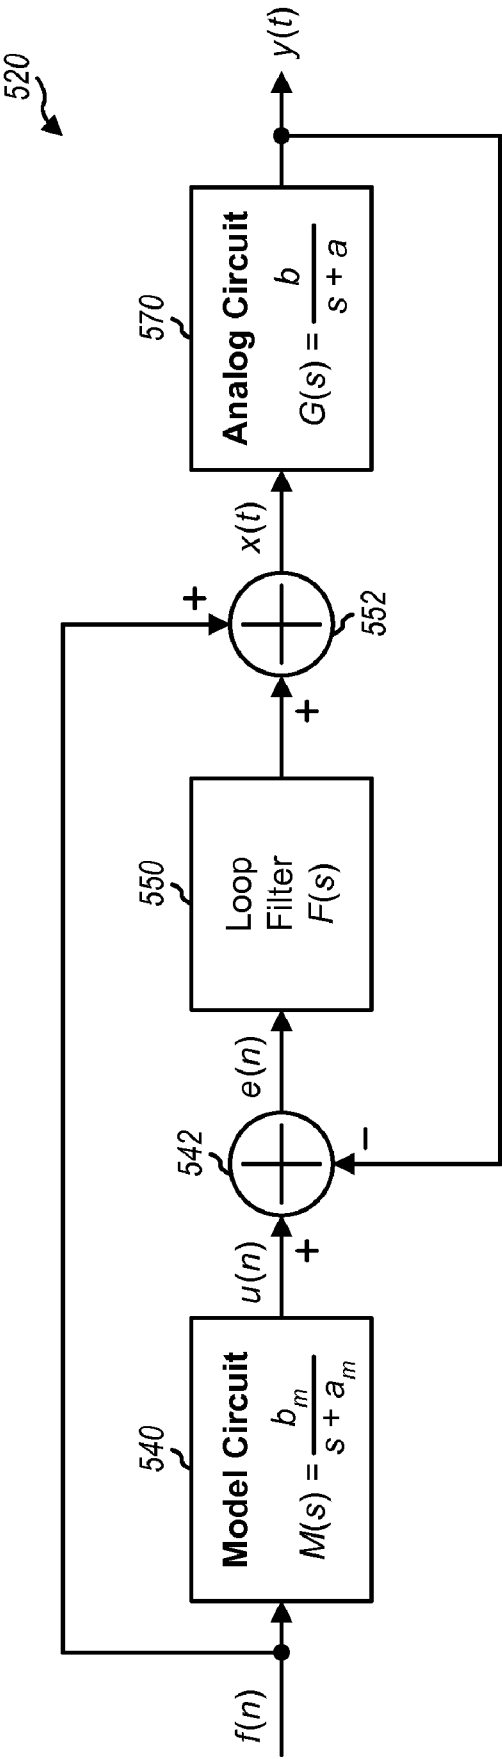 520
f(n)
540
Model Circuit
M(s) = b_m / s + a_m
u(n)
+
542
−
e(n)
550
Loop
Filter
F(s)
+
+
552
x(t)
570
Analog Circuit
G(s) = b / s + a
y(t)